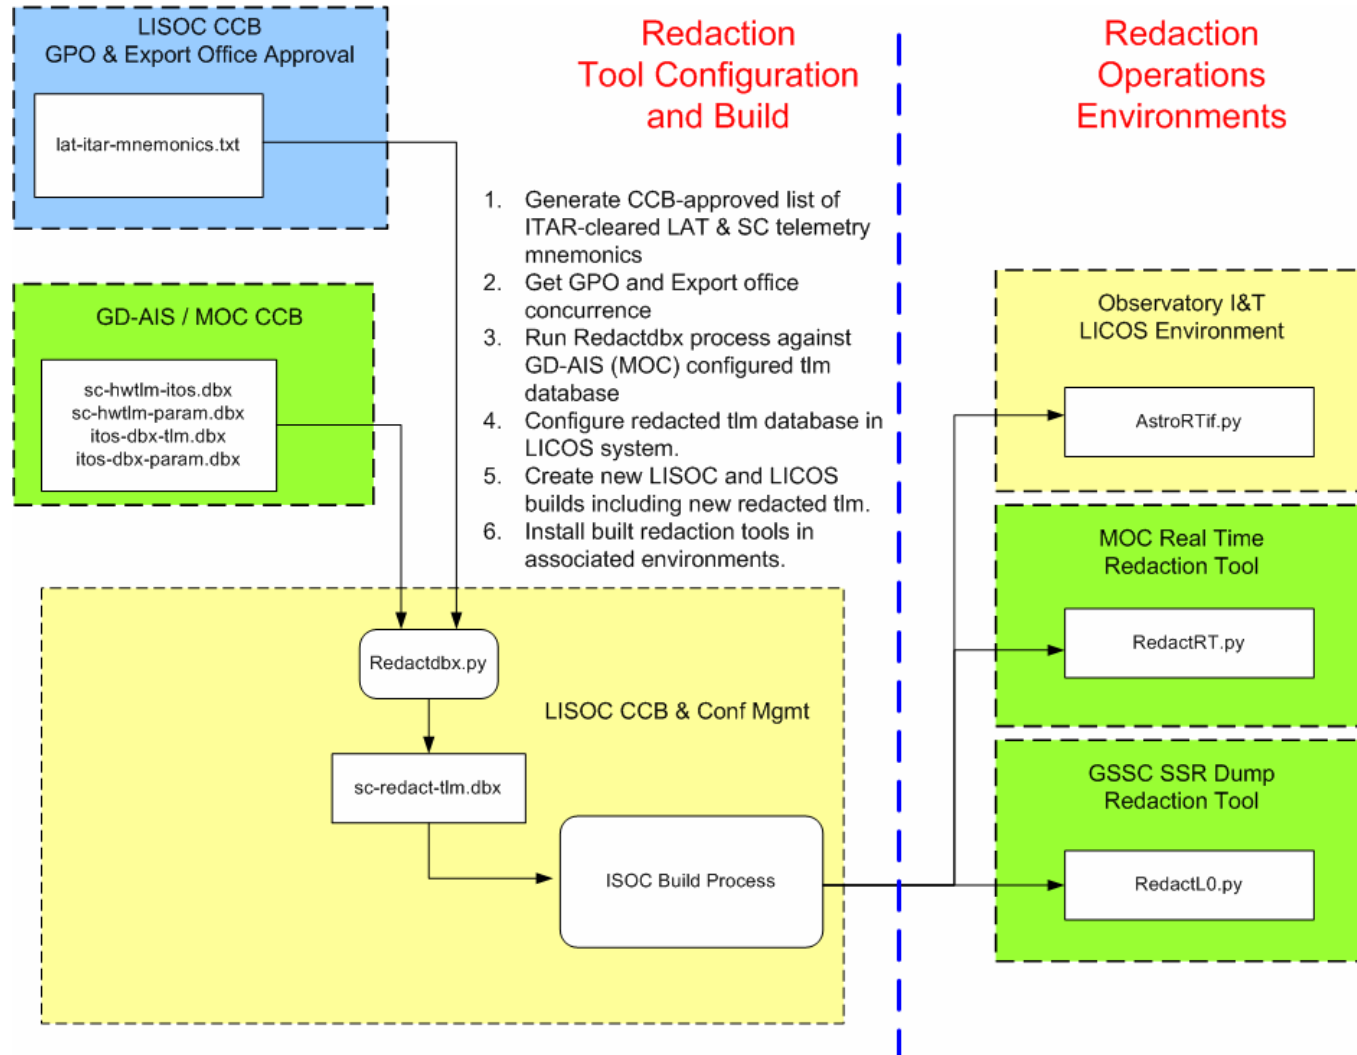 LISOC CCB
GPO & Export Office Approval
lat-itar-mnemonics.txt
GD-AIS / MOC CCB
sc-hwtlm-itos.dbx
sc-hwtlm-param.dbx
itos-dbx-tlm.dbx
itos-dbx-param.dbx
Redaction
Tool Configuration
and Build
1. Generate CCB-approved list of
ITAR-cleared LAT & SC telemetry
mnemonics
2. Get GPO and Export office
concurrence
3. Run Redactdbx process against
GD-AIS (MOC) configured tlm
database
4. Configure redacted tlm database in
LICOS system.
5. Create new LISOC and LICOS
builds including new redacted tlm.
6. Install built redaction tools in
associated environments.
Redactdbx.py
LISOC CCB & Conf Mgmt
sc-redact-tlm.dbx
ISOC Build Process
Redaction
Operations
Environments
Observatory I&T
LICOS Environment
AstroRTif.py
MOC Real Time
Redaction Tool
RedactRT.py
GSSC SSR Dump
Redaction Tool
RedactL0.py